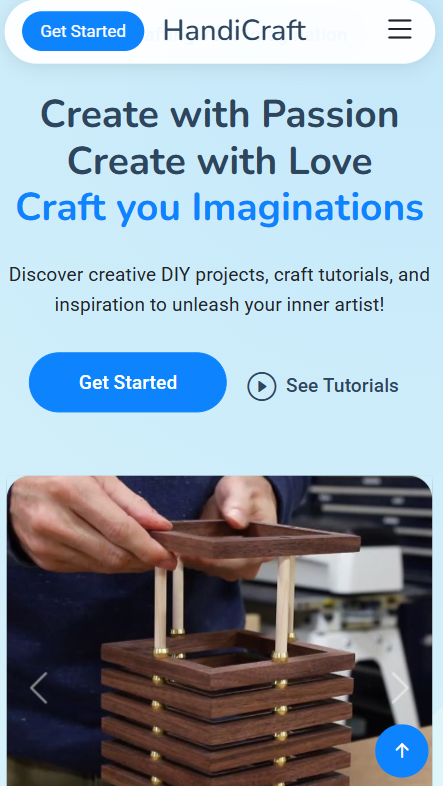 Get Started HandiCraft
Create with Passion
Create with Love
Craft you Imaginations
Discover creative DIY projects, craft tutorials, and
inspiration to unleash your inner artist!
Get Started See Tutorials